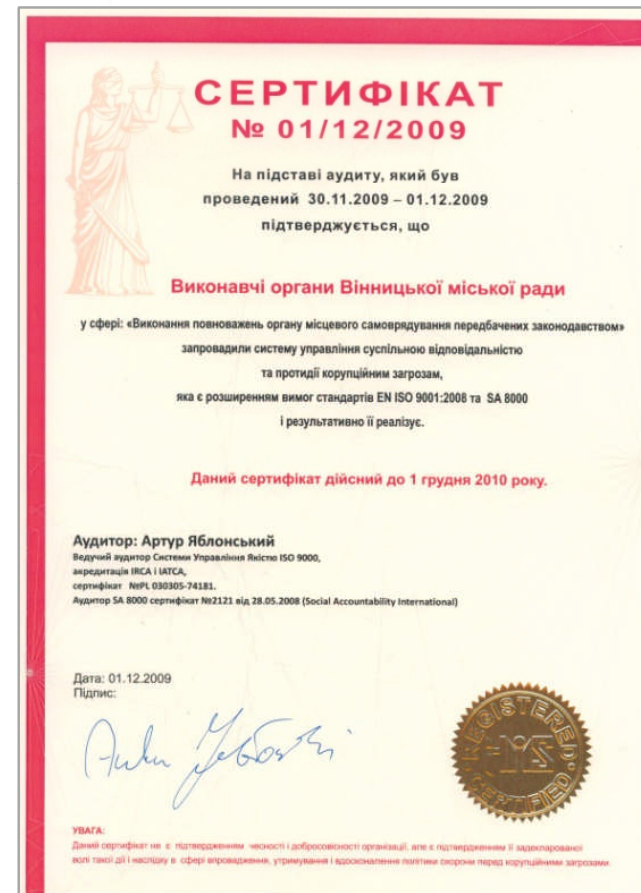 СЕРТИФІКАТ
№ 01/12/2009
На підставі аудиту, який був
проведений 30.11.2009 – 01.12.2009
підтверджується, що
Виконавчі органи Вінницької міської ради
у сфері: «Виконання повноважень органу місцевого самоврядування передбачених законодавством»
запровадили систему управління суспільною відповідальністю
та протидії корупційним загрозам,
яка є розширенням вимог стандартів EN ISO 9001:2008 та SA 8000
і результативно її реалізує.
Даний сертифікат дійсний до 1 грудня 2010 року.
Аудитор: Артур Яблонський
Ведучий аудитор Системи Управління Якістю ISO 9000,
акредитація IRCA і IATCA,
сертифікат №PL 030305-74181.
Аудитор SA 8000 сертифікат №2121 від 28.05.2008 (Social Accountability International)
Дата: 01.12.2009
Підпис:
REGISTERED
CERTIFIED
УВАГА:
Даний сертифікат не є підтвердженням чесності і добросовісності організації, але є підтвердженням її задекларованої
волі такої дії і наслідку в сфері впровадження, утримування і вдосконалення політики охорони перед корупційними загрозами.